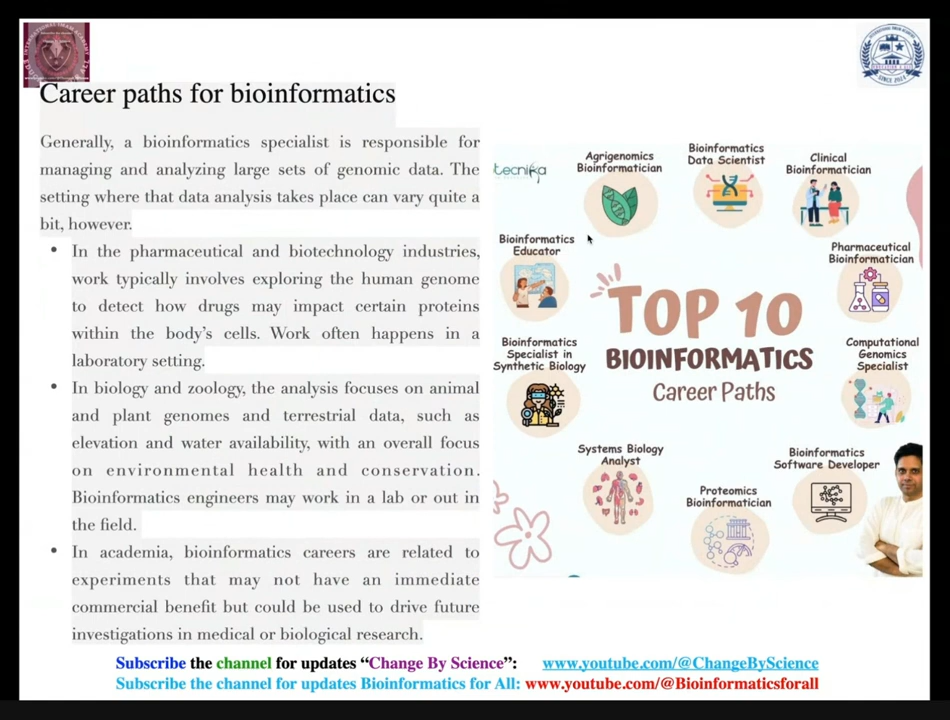 Career paths for bioinformatics
Generally, a bioinformatics specialist is responsible for
managing and analyzing large sets of genomic data. The
setting where that data analysis takes place can vary quite a
bit, however.
• In the pharmaceutical and biotechnology industries,
work typically involves exploring the human genome
to detect how drugs may impact certain proteins
within the body's cells. Work often happens in a
laboratory setting.
• In biology and zoology, the analysis focuses on animal
and plant genomes and terrestrial data, such as
elevation and water availability, with an overall focus
on environmental health and conservation.
Bioinformatics engineers may work in a lab or out in
the field.
• In academia, bioinformatics careers are related to
experiments that may not have an immediate
commercial benefit but could be used to drive future
investigations in medical or biological research.
tecnika
Agrigenomics
Bioinformatician
Bioinformatics
Data Scientist
Clinical
Bioinformatician
Bioinformatics
Educator
Pharmaceutical
Bioinformatician
TOP 10
BIOINFORMATICS
Career Paths
Bioinformatics
Specialist in
Synthetic Biology
Computational
Genomics
Specialist
Systems Biology
Analyst
Proteomics
Bioinformatician
Bioinformatics
Software Developer
Subscribe the channel for updates “Change By Science”: www.youtube.com/@ChangeByScience
Subscribe the channel for updates Bioinformatics for All: www.youtube.com/@Bioinformaticsforall